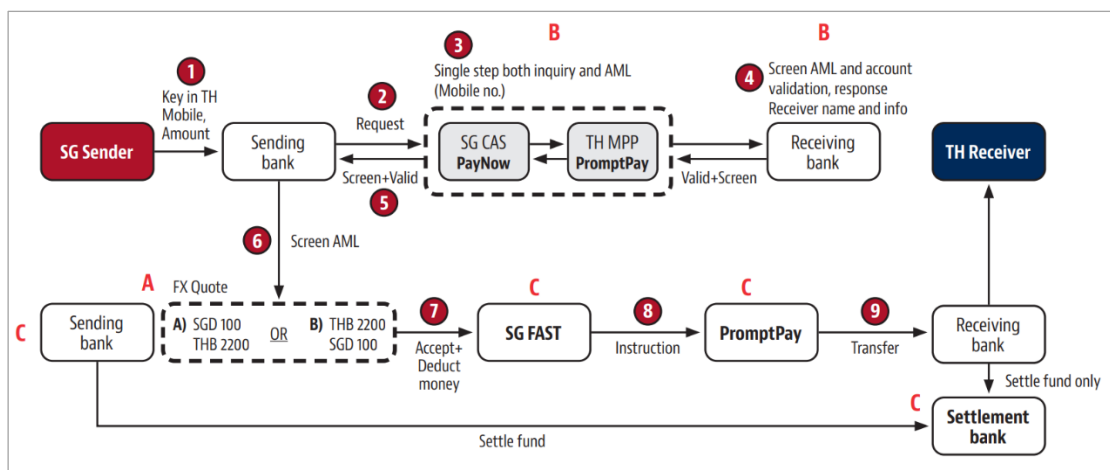 B
B
3
Single step both inquiry and AML
(Mobile no.)
4
Screen AML and account
validation, response
Receiver name and info
1
Key in TH
Mobile,
Amount
2
Request
SG Sender
Sending
bank
SG CAS
PayNow
TH MPP
PromptPay
Receiving
bank
TH Receiver
Screen+Valid
5
Valid+Screen
6
Screen AML
A
FX Quote
C
C
C
Sending
bank
A) SGD 100
THB 2200
OR
B) THB 2200
SGD 100
7
Accept+
Deduct
money
SG FAST
8
Instruction
PromptPay
9
Transfer
Receiving
bank
Settle fund only
C
Settlement
bank
Settle fund